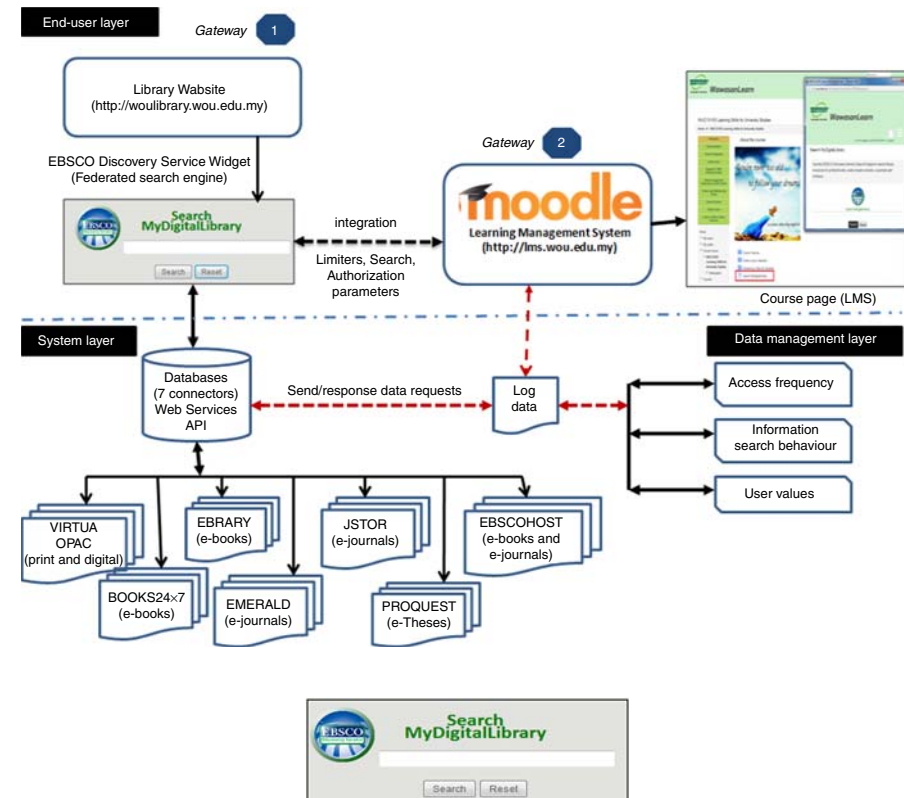 End-user layer
Gateway 1
Library Wabsite
(http://woulibrary.wou.edu.my)
EBSCO Discovery Service Widget
(Federated search engine)
EBSCO
Search
MyDigitalLibrary
Search Reset
integration
Limiters, Search,
Authorization
parameters
Gateway 2
moodle
Learning Management System
(http://lms.wou.edu.my)
WawasanLearn
WawasanLearn
Course page (LMS)
System layer
Data management layer
Databases
(7 connectors)
Web Services
API
Send/response data requests
Log
data
Access frequency
Information
search behaviour
User values
VIRTUA
OPAC
(print and digital)
EBRARY
(e-books)
JSTOR
(e-journals)
EBSCOHOST
(e-books and
e-journals)
BOOKS24×7
(e-books)
EMERALD
(e-journals)
PROQUEST
(e-Theses)
EBSCO
Search
MyDigitalLibrary
Search Reset